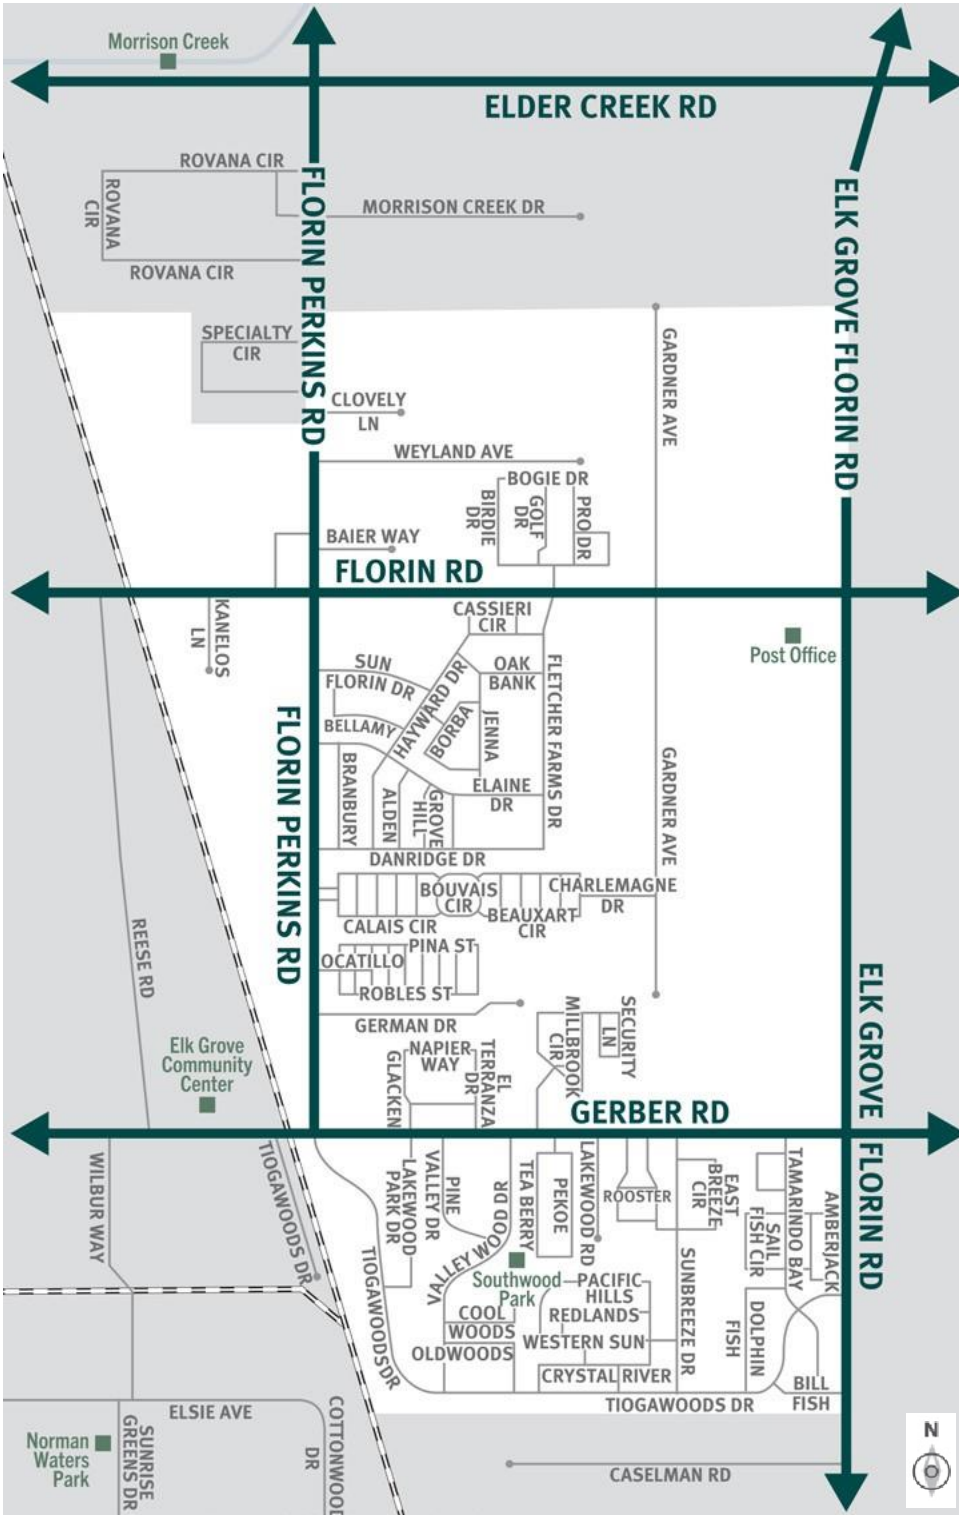 Morrison Creek
ELDER CREEK RD
ROVANA CIR
ROVANA
CIR
MORRISON CREEK DR
ROVANA CIR
FLORIN PERKINS RD
ELK GROVE FLORIN RD
SPECIALTY
CIR
GARDNER AVE
CLOVELY
LN
WEYLAND AVE
BOGIE DR
BIRDIE
DR
GOLF
DR
PRO DR
BAIER WAY
FLORIN RD
KANELOS
LN
CASSIERI
CIR
Post Office
SUN
FLORIN DR
OAK
BANK
HAYWARD DR
BELLAMY
BORBA
JENNA
FLETCHER FARMS DR
FLORIN PERKINS RD
BRANBURY
ALDEN
GROVE
HILL
ELAINE
DR
GARDNER AVE
DANRIDGE DR
BOUVAIS
CIR
CHARLEMAGNE
DR
CALAIS CIR
BEAUXART
CIR
REESE RD
PINA ST
OCATILLO
ROBLES ST
GERMAN DR
MILLBROOK
CIR
SECURITY
LN
ELK GROVE FLORIN RD
Elk Grove
Community
Center
GLACKEN
NAPIER
WAY
EL
TERRANZA
DR
GERBER RD
WILBUR WAY
TIOGAWOODS DR
LAKEWOOD
PARK DR
PINE
VALLEY DR
VALLEY WOOD DR
TEA BERRY
PEKOE
LAKEWOOD RD
ROOSTER
EAST
BREEZE
CIR
TAMARINDO BAY
SAIL
FISH CIR
AMBERJACK
TIOGAWOODS DR
Southwood
Park
PACIFIC
HILLS
REDLANDS
COOL
WOODS
WESTERN SUN
OLDWOODS
SUNBREEZE DR
DOLPHIN
FISH
CRYSTAL RIVER
BILL
FISH
TIOGAWOODS DR
ELSIE AVE
COTTONWOOD
DR
Norman
Waters
Park
SUNRISE
GREENS DR
CASELMAN RD
N